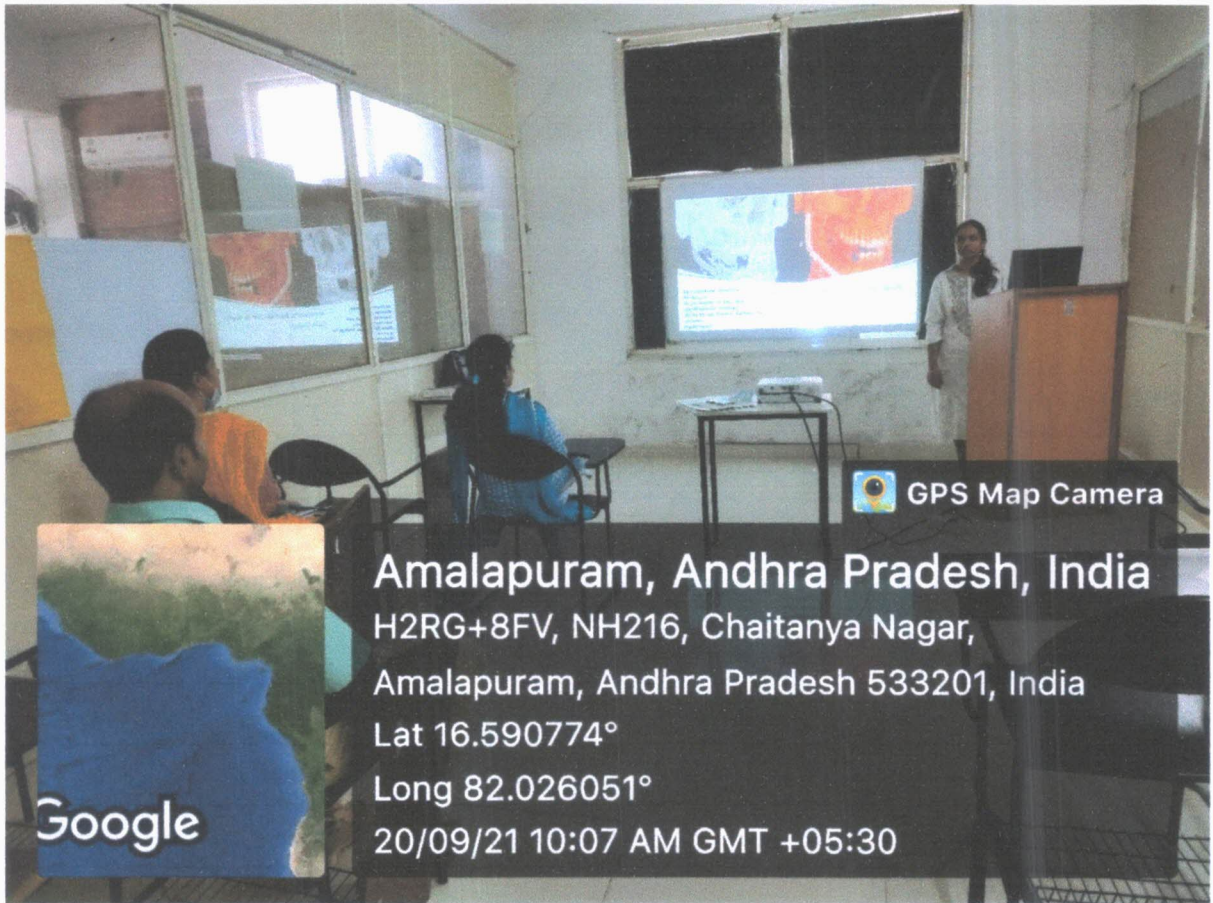 GPS Map Camera
Amalapuram, Andhra Pradesh, India
H2RG+8FV, NH216, Chaitanya Nagar,
Amalapuram, Andhra Pradesh 533201, India
Lat 16.590774°
Long 82.026051°
20/09/21 10:07 AM GMT +05:30
Google